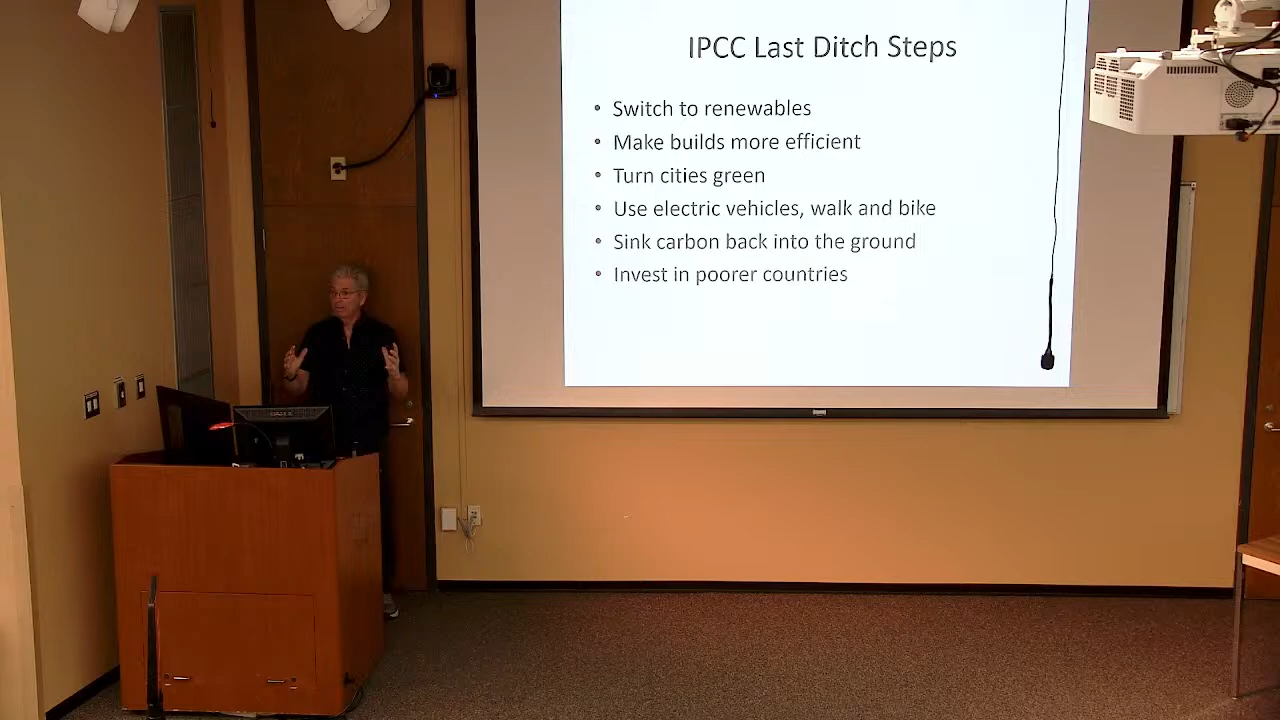 IPCC Last Ditch Steps
• Switch to renewables
• Make builds more efficient
• Turn cities green
• Use electric vehicles, walk and bike
• Sink carbon back into the ground
• Invest in poorer countries